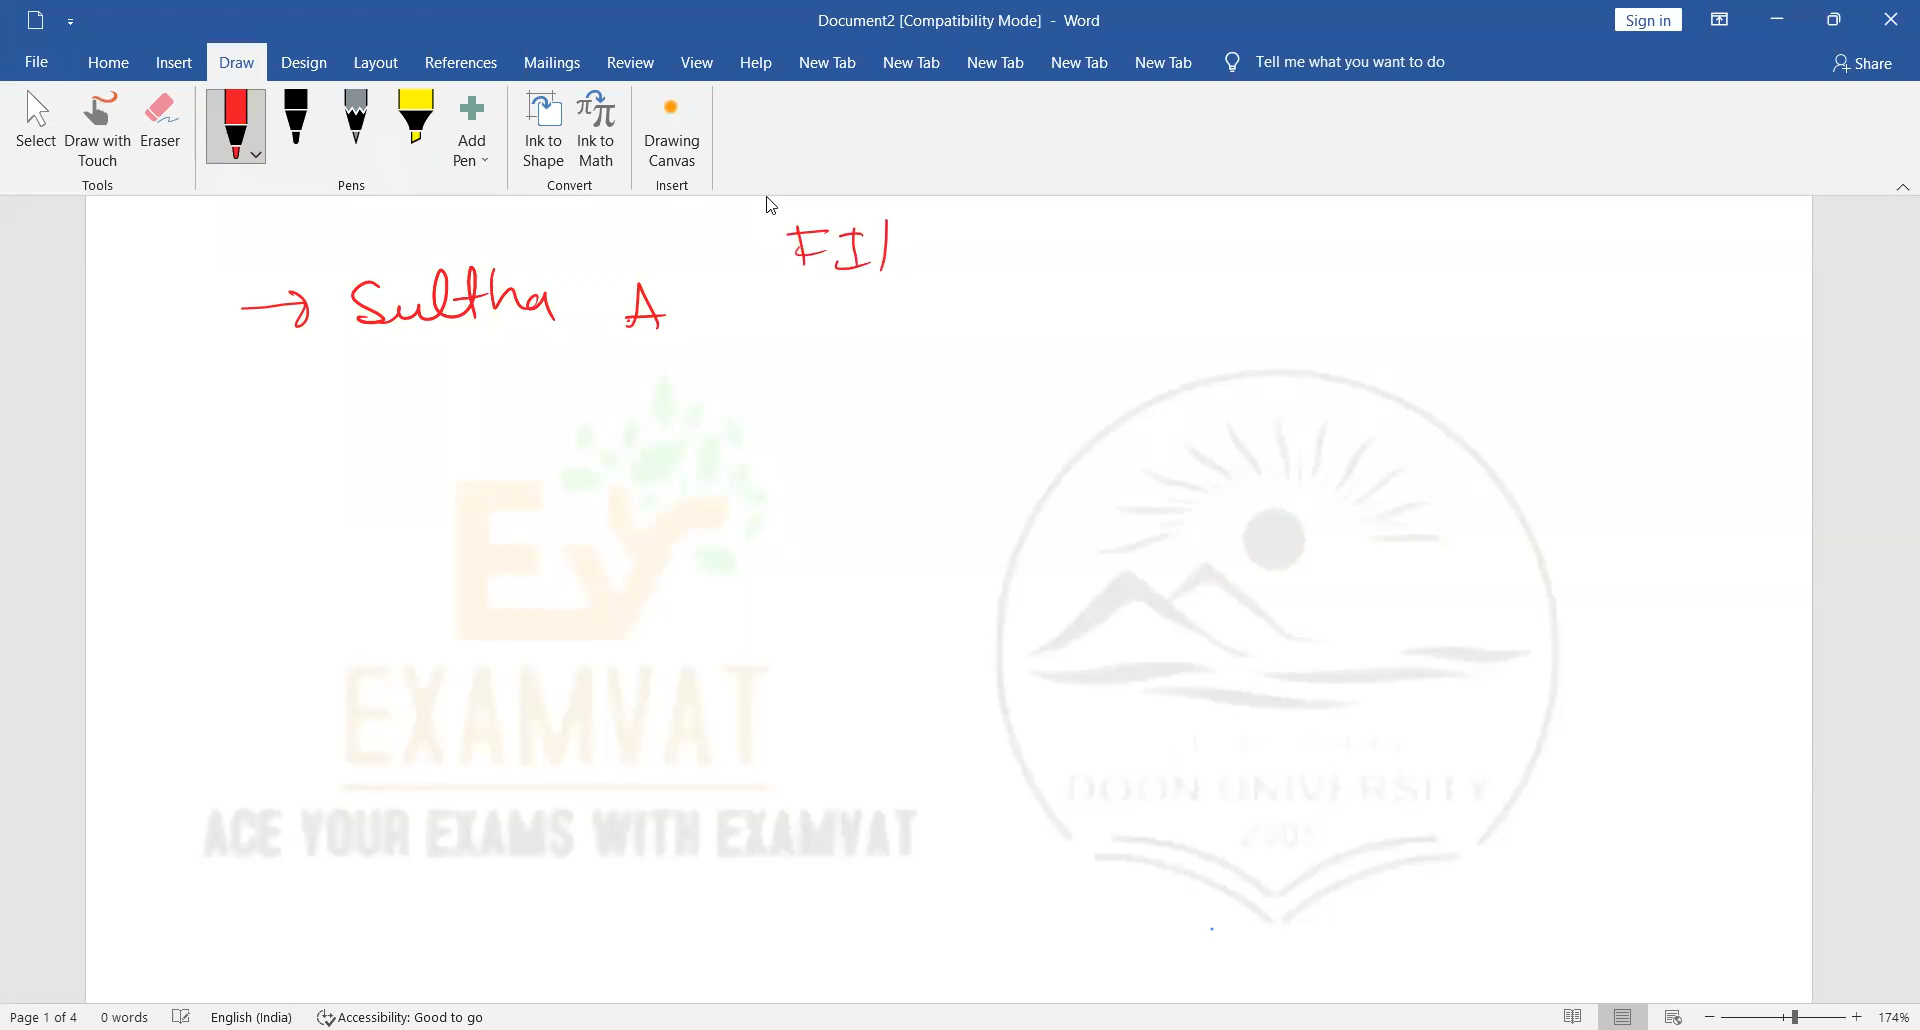 Document2 [Compatibility Mode] - Word
Sign in
File Home Insert Draw Design Layout References Mailings Review View Help New Tab New Tab New Tab New Tab New Tab Tell me what you want to do Share
Select Draw with Touch Eraser Add Pen Ink to Shape Ink to Math Drawing Canvas
Tools Pens Convert Insert
FI
→ Sultha A
Ey
EXAMVAT
ACE YOUR EXAMS WITH EXAMVAT
DOON UNIVERSITY
Page 1 of 4 0 words English (India) Accessibility: Good to go 174%